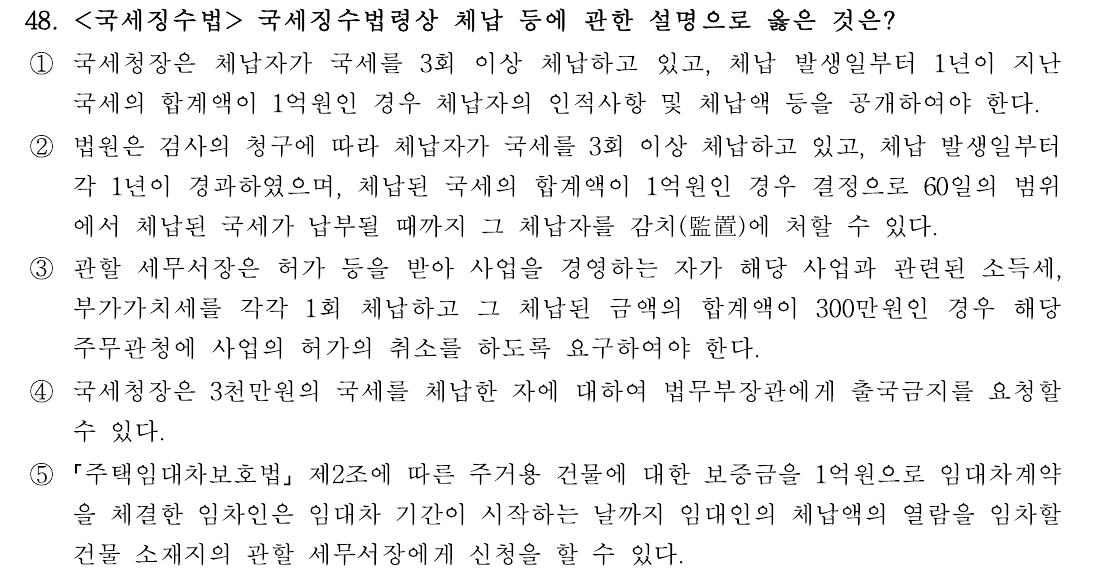 48. <국세징수법> 국세징수법령상 체납 등에 관한 설명으로 옳은 것은?
① 국세청장은 체납자가 국세를 3회 이상 체납하고 있고, 체납 발생일부터 1년이 지난
국세의 합계액이 1억원인 경우 체납자의 인적사항 및 체납액 등을 공개하여야 한다.
② 법원은 검사의 청구에 따라 체납자가 국세를 3회 이상 체납하고 있고, 체납 발생일부터
각 1년이 경과하였으며, 체납된 국세의 합계액이 1억원인 경우 결정으로 60일의 범위
에서 체납된 국세가 납부될 때까지 그 체납자를 감치(監置)에 처할 수 있다.
③ 관할 세무서장은 허가 등을 받아 사업을 경영하는 자가 해당 사업과 관련된 소득세,
부가가치세를 각각 1회 체납하고 그 체납된 금액의 합계액이 300만원인 경우 해당
주무관청에 사업의 허가의 취소를 하도록 요구하여야 한다.
④ 국세청장은 3천만원의 국세를 체납한 자에 대하여 법무부장관에게 출국금지를 요청할
수 있다.
⑤ 「주택임대차보호법」 제2조에 따른 주거용 건물에 대한 보증금을 1억원으로 임대차계약
을 체결한 임차인은 임대차 기간이 시작하는 날까지 임대인의 체납액의 열람을 임차할
건물 소재지의 관할 세무서장에게 신청을 할 수 있다.